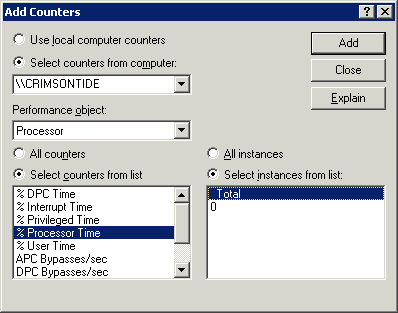 Add Counters
Use local computer counters
Select counters from computer:
\\CRIMSONTIDE
Performance object:
Processor
All counters
Select counters from list
% DPC Time
% Interrupt Time
% Privileged Time
% Processor Time
% User Time
APC Bypasses/sec
DPC Bypasses/sec
All instances
Select instances from list:
_Total
0
Add
Close
Explain